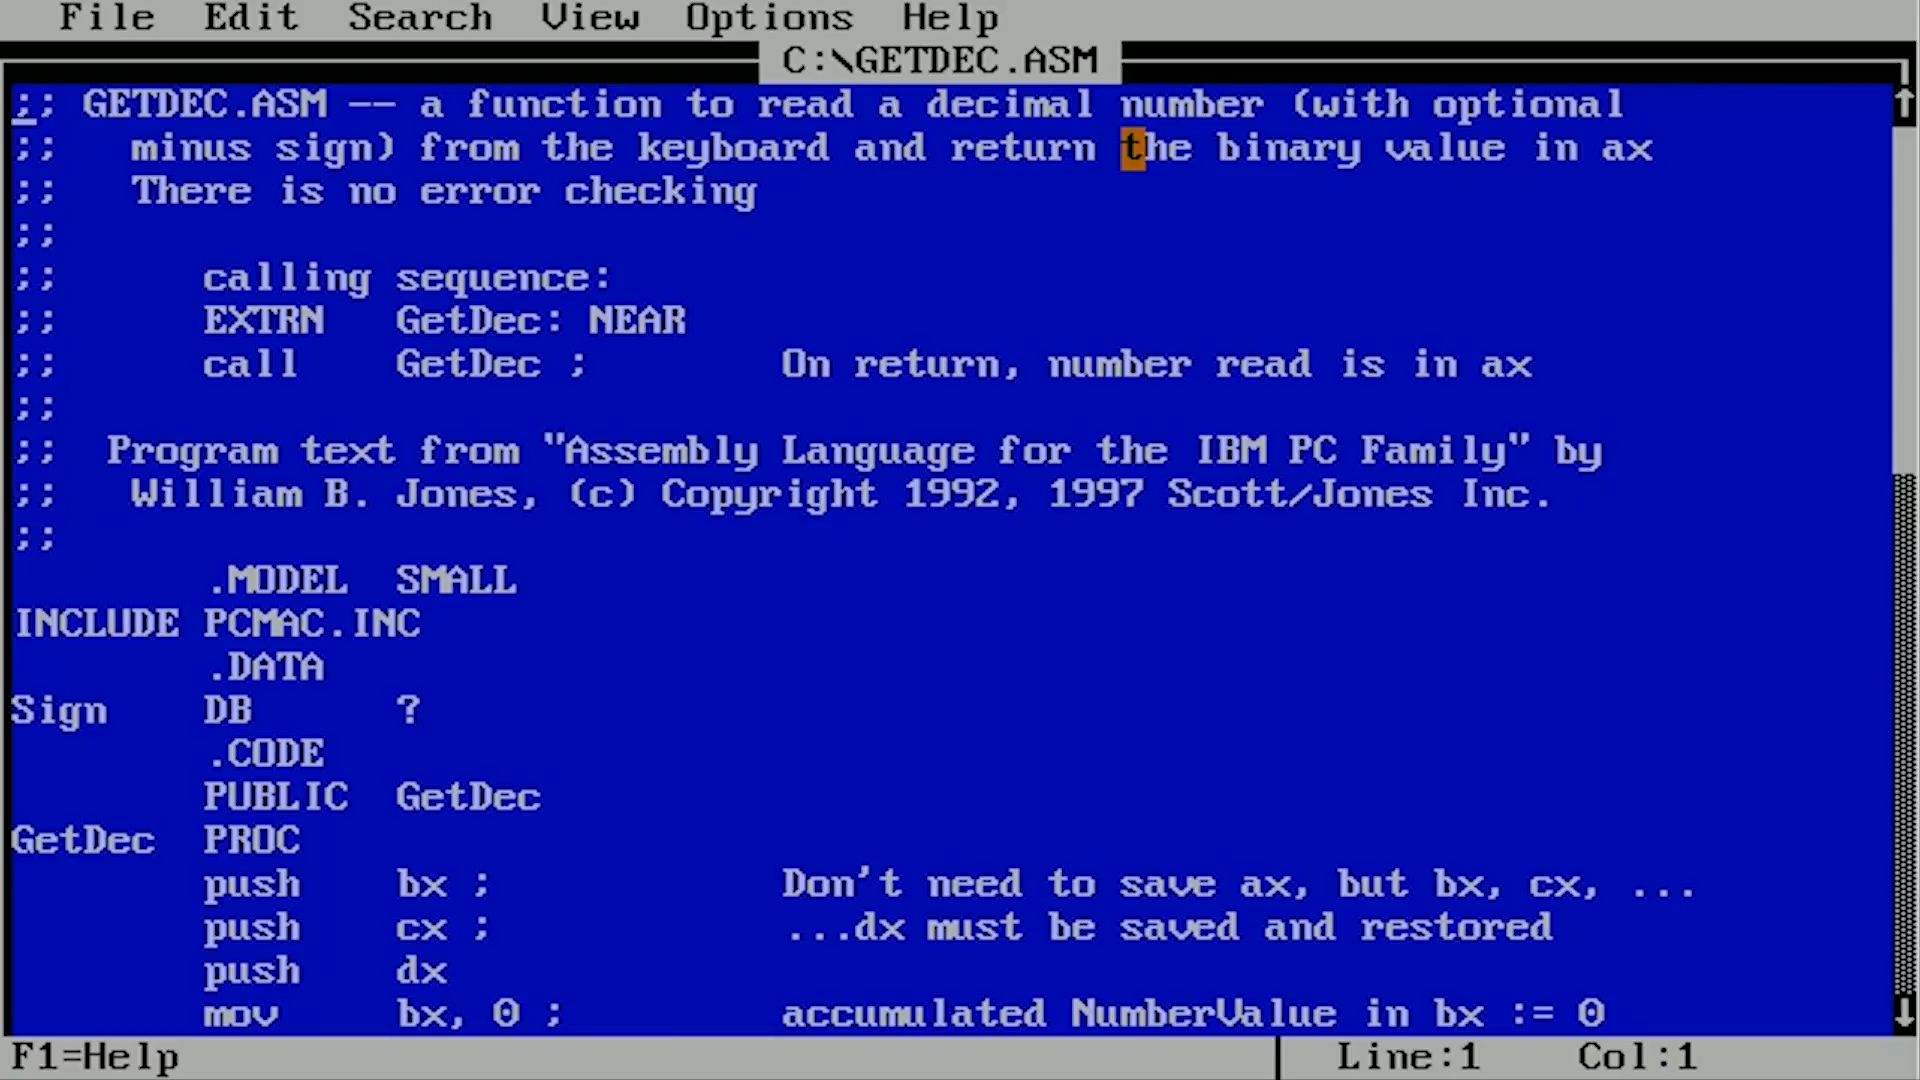 File  Edit  Search  View  Options  Help
C:\GETDEC.ASM
;; GETDEC.ASM -- a function to read a decimal number (with optional
;;   minus sign) from the keyboard and return the binary value in ax
;;   There is no error checking
;;
;;      calling sequence:
;;      EXTRN   GetDec: NEAR
;;      call    GetDec ;        On return, number read is in ax
;;
;;  Program text from "Assembly Language for the IBM PC Family" by
;;   William B. Jones, (c) Copyright 1992, 1997 Scott/Jones Inc.
;;
        .MODEL  SMALL
INCLUDE PCMAC.INC
        .DATA
Sign    DB      ?
        .CODE
        PUBLIC  GetDec
GetDec  PROC
        push    bx ;            Don't need to save ax, but bx, cx, ...
        push    cx ;            ...dx must be saved and restored
        push    dx
        mov     bx, 0 ;         accumulated NumberValue in bx := 0
F1=Help  Line:1  Col:1